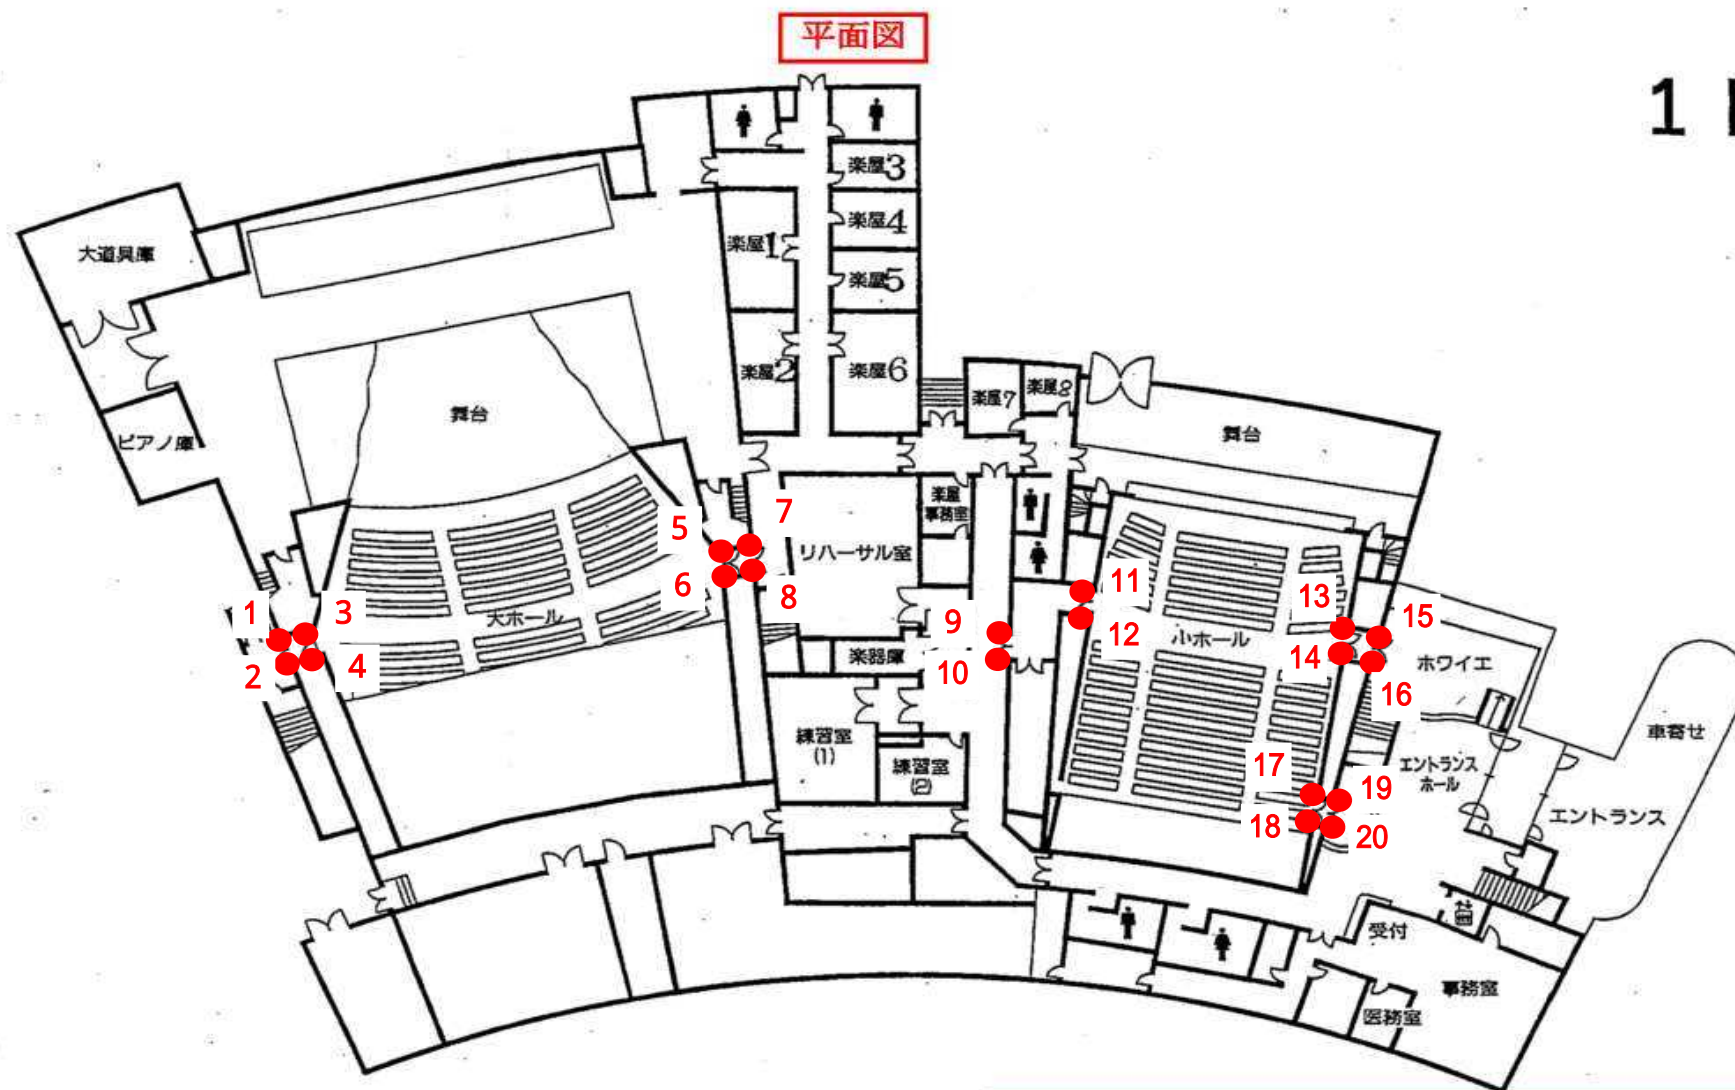 平面図
1
楽屋3
楽屋4
楽屋1
楽屋5
大道具庫
楽屋2
楽屋6
楽屋7
楽屋8
舞台
舞台
ピアノ庫
楽屋
事務室
リハーサル室
大ホール
小ホール
楽器庫
ホワイエ
練習室
(1)
練習室
(2)
エントランス
ホール
車寄せ
エントランス
受付
事務室
医務室
1
2
3
4
5
6
7
8
9
10
11
12
13
14
15
16
17
18
19
20